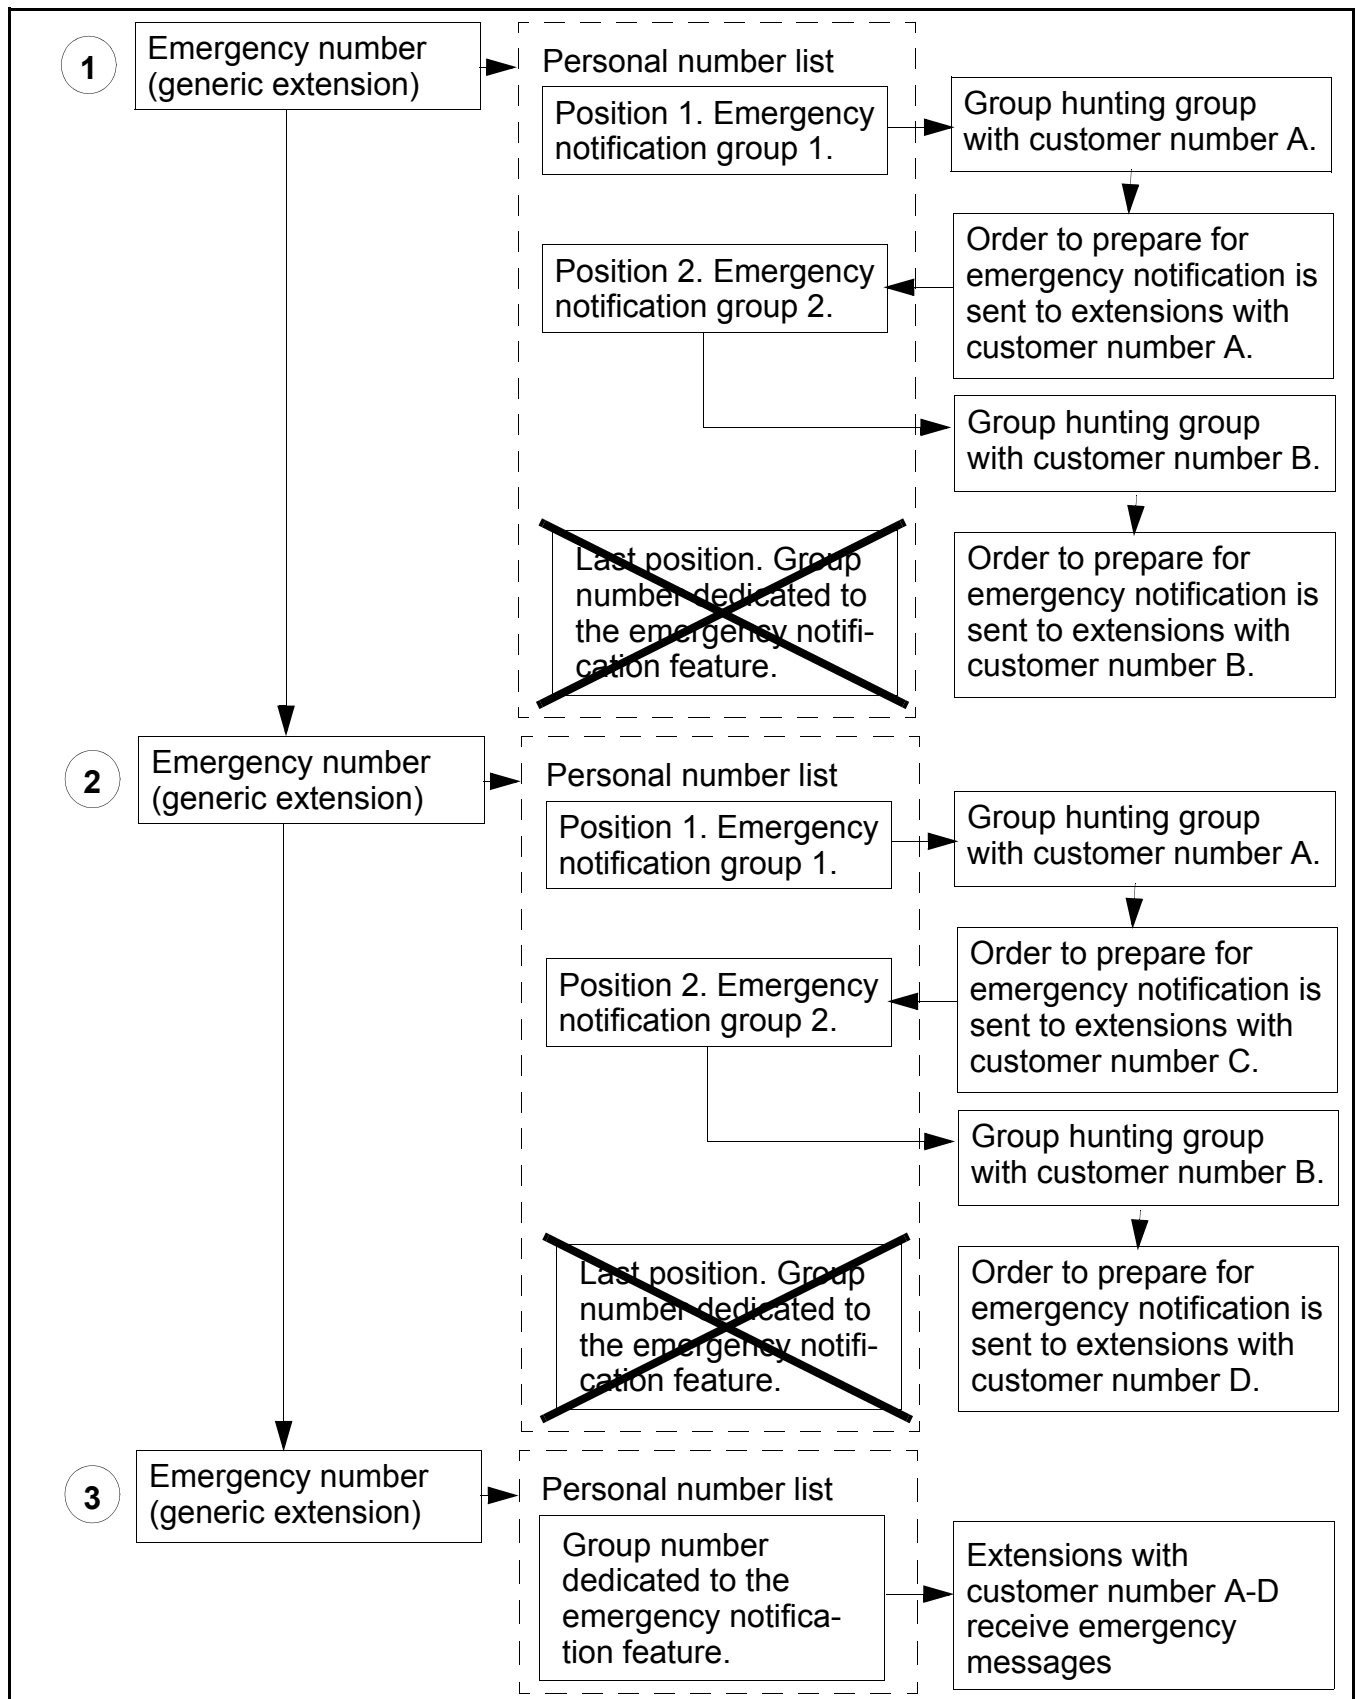 1
Emergency number
(generic extension)
Personal number list
Position 1. Emergency
notification group 1.
Group hunting group
with customer number A.
Order to prepare for
emergency notification is
sent to extensions with
customer number A.
Position 2. Emergency
notification group 2.
Group hunting group
with customer number B.
Last position. Group
number dedicated to
the emergency notifi-
cation feature.
Order to prepare for
emergency notification is
sent to extensions with
customer number B.
2
Emergency number
(generic extension)
Personal number list
Position 1. Emergency
notification group 1.
Group hunting group
with customer number A.
Order to prepare for
emergency notification is
sent to extensions with
customer number C.
Position 2. Emergency
notification group 2.
Group hunting group
with customer number B.
Last position. Group
number dedicated to
the emergency notifi-
cation feature.
Order to prepare for
emergency notification is
sent to extensions with
customer number D.
3
Emergency number
(generic extension)
Personal number list
Group number
dedicated to the
emergency notifica-
tion feature.
Extensions with
customer number A-D
receive emergency
messages